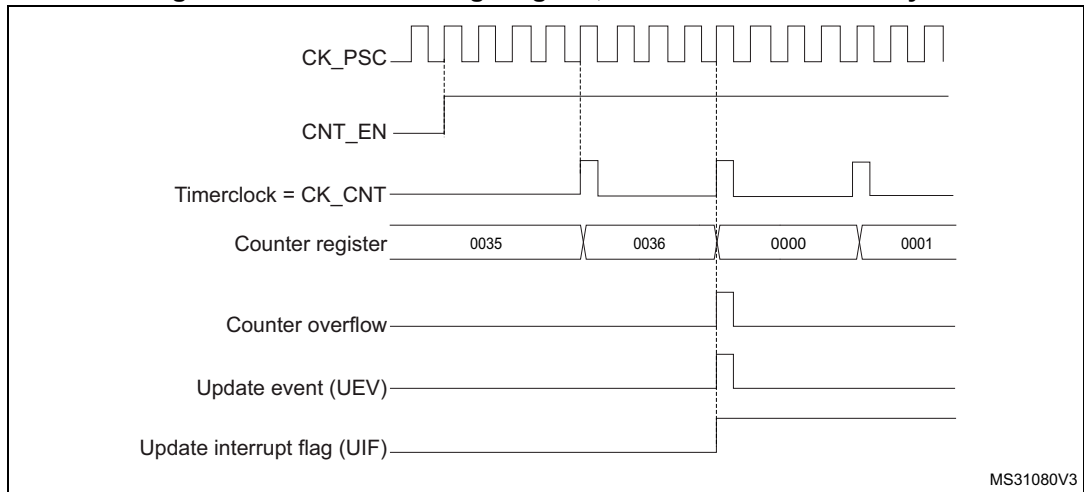 CK_PSC
CNT_EN
Timerclock = CK_CNT
Counter register 0035 0036 0000 0001
Counter overflow
Update event (UEV)
Update interrupt flag (UIF)
MS31080V3